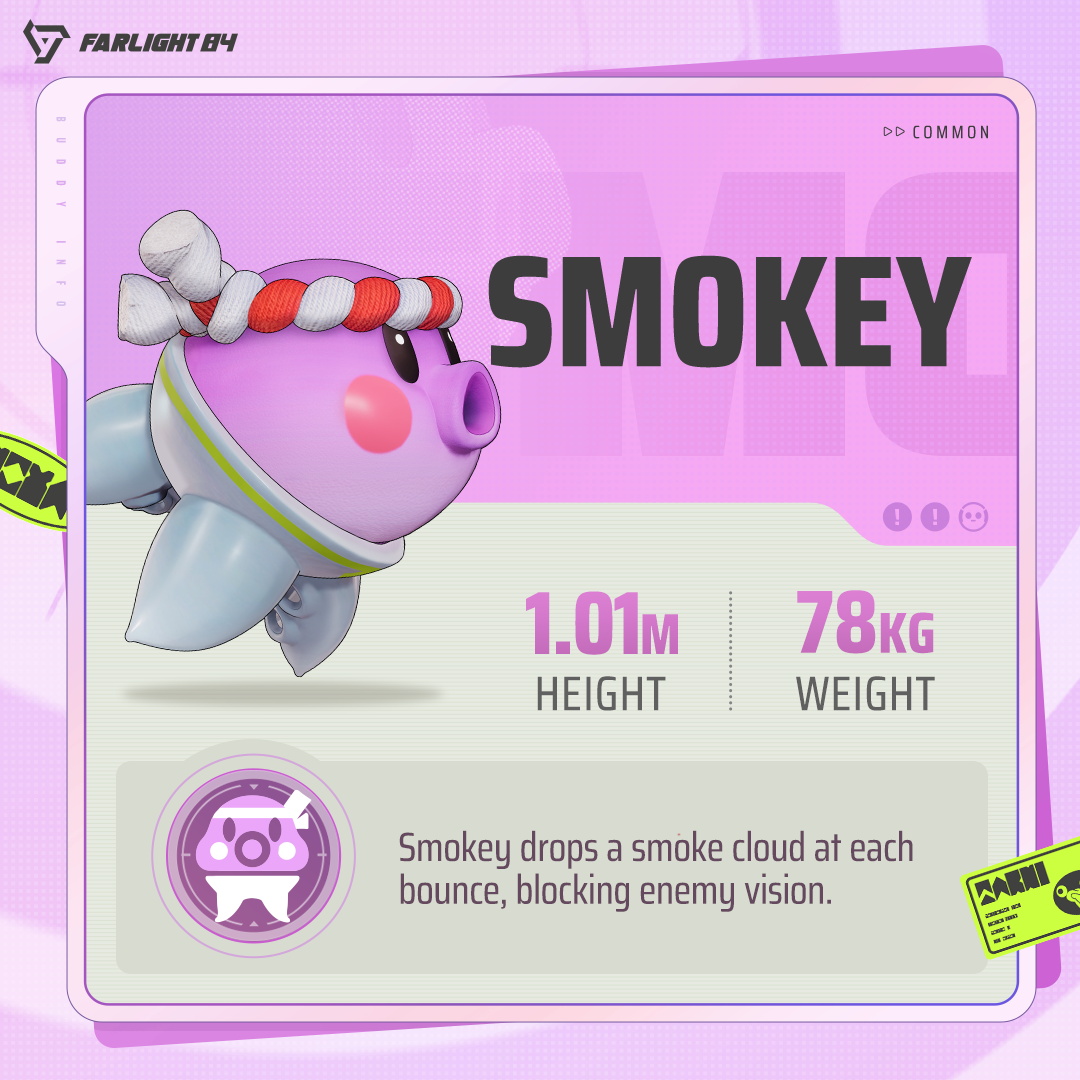 FARLIGHT 84
BUDDY INFO
COMMON
SMOKEY
1.01M
HEIGHT
78KG
WEIGHT
Smokey drops a smoke cloud at each
bounce, blocking enemy vision.